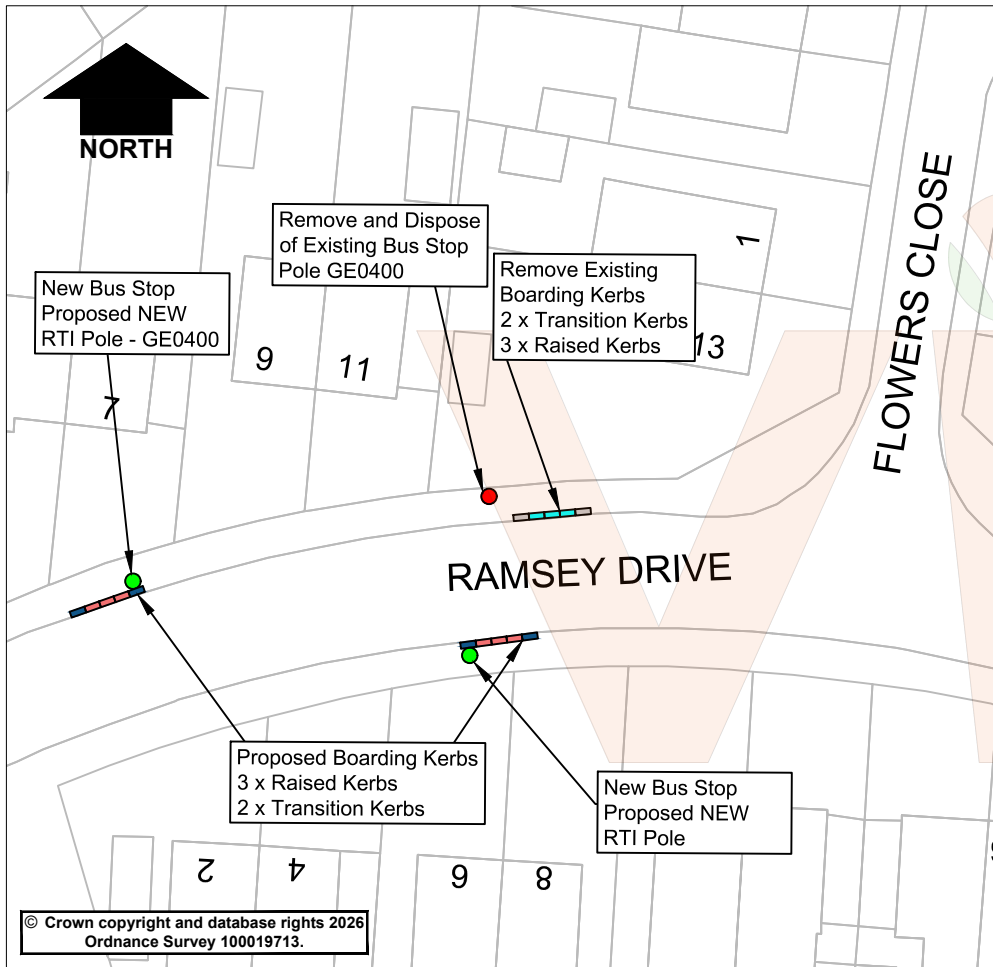 NORTH
Remove and Dispose
of Existing Bus Stop
Pole GE0400
Remove Existing
Boarding Kerbs
2 x Transition Kerbs
3 x Raised Kerbs
New Bus Stop
Proposed NEW
RTI Pole - GE0400
1
13
9
11
7
FLOWERS CLOSE
RAMSEY DRIVE
Proposed Boarding Kerbs
3 x Raised Kerbs
2 x Transition Kerbs
New Bus Stop
Proposed NEW
RTI Pole
2
4
6
8
© Crown copyright and database rights 2026
Ordnance Survey 100019713.